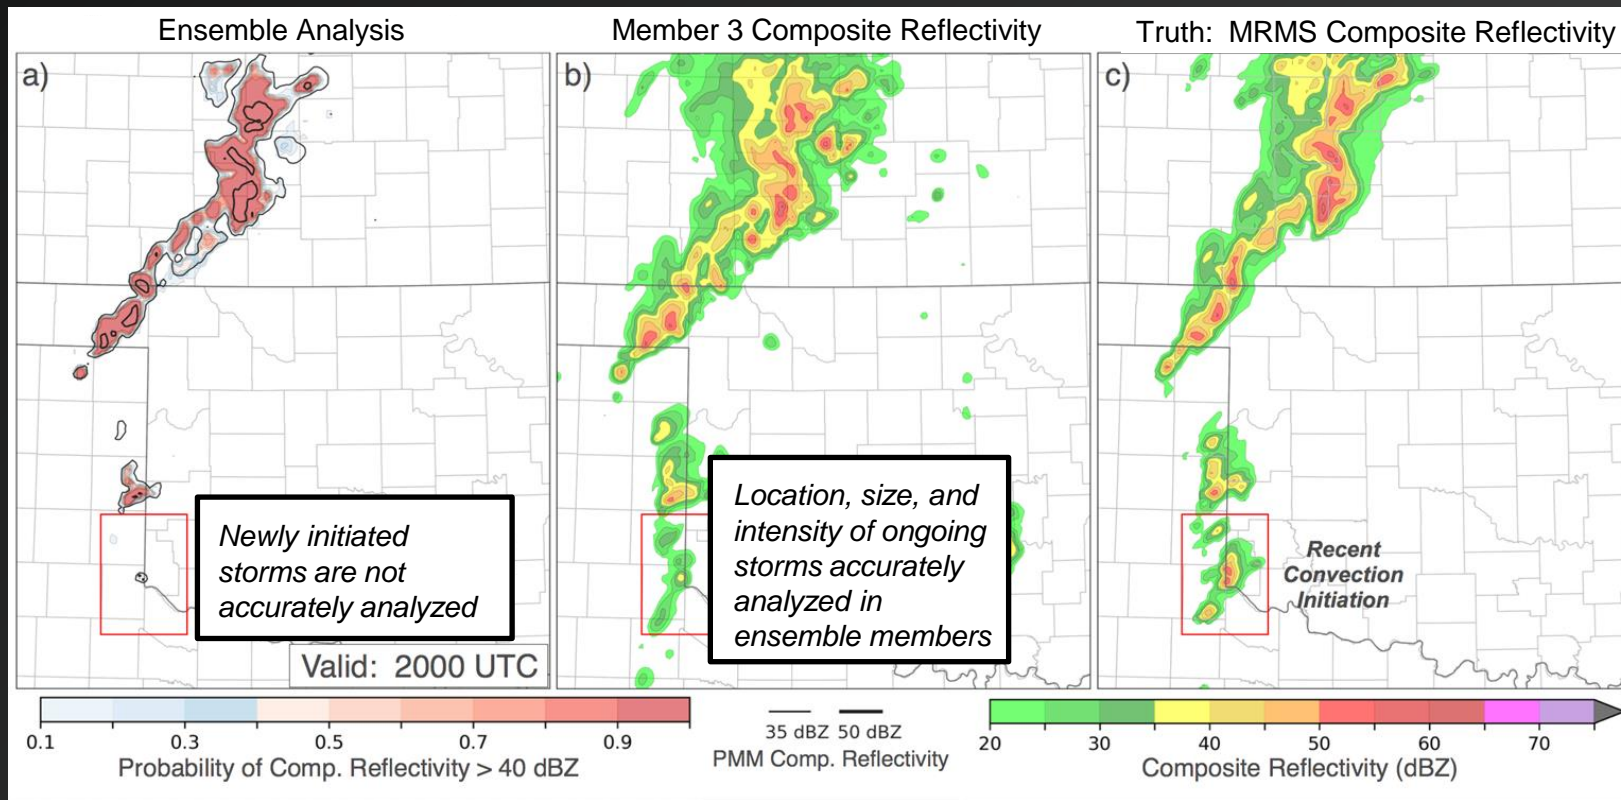 Ensemble Analysis
Member 3 Composite Reflectivity
Truth: MRMS Composite Reflectivity
a)
b)
c)
Newly initiated
storms are not
accurately analyzed
Location, size, and
intensity of ongoing
storms accurately
analyzed in
ensemble members
Recent
Convection
Initiation
Valid: 2000 UTC
0.1 0.3 0.5 0.7 0.9
Probability of Comp. Reflectivity > 40 dBZ
35 dBZ 50 dBZ
PMM Comp. Reflectivity
20 30 40 50 60 70
Composite Reflectivity (dBZ)